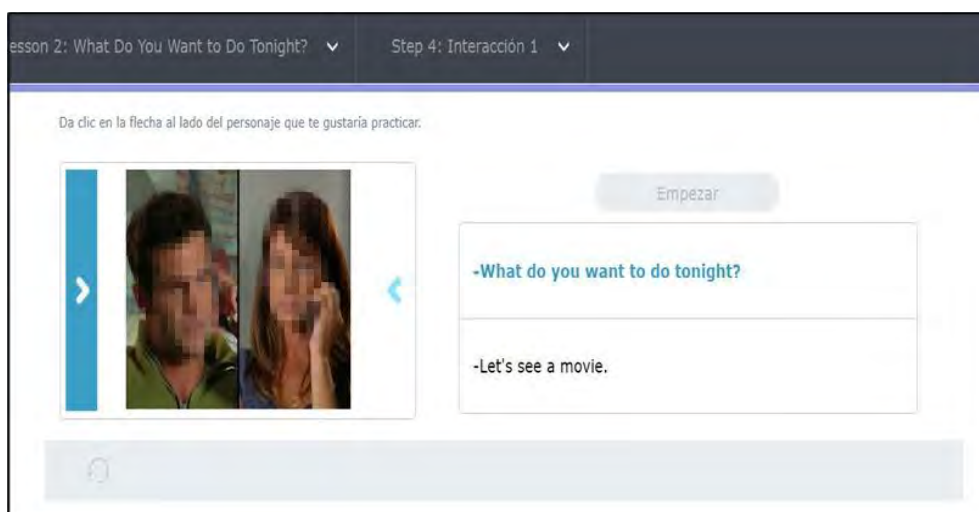 esson 2: What Do You Want to Do Tonight? Step 4: Interacción 1
Da clic en la flecha al lado del personaje que te gustaría practicar.
Empezar
-What do you want to do tonight?
-Let's see a movie.